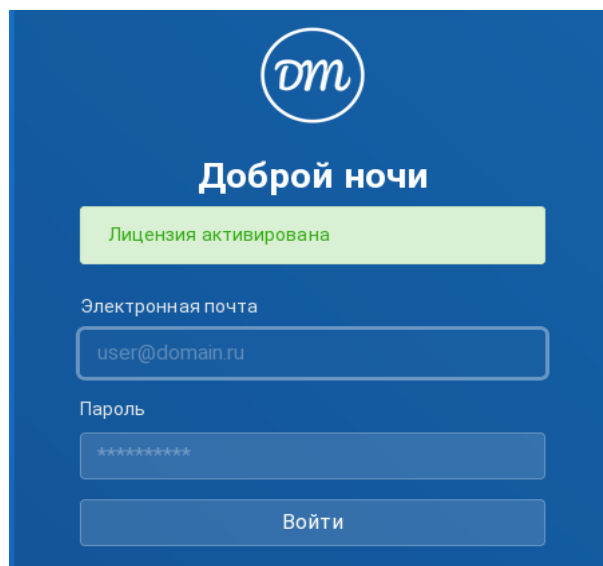 DM
Доброй ночи
Лицензия активирована
Электронная почта
user@domain.ru
Пароль
**********
Войти